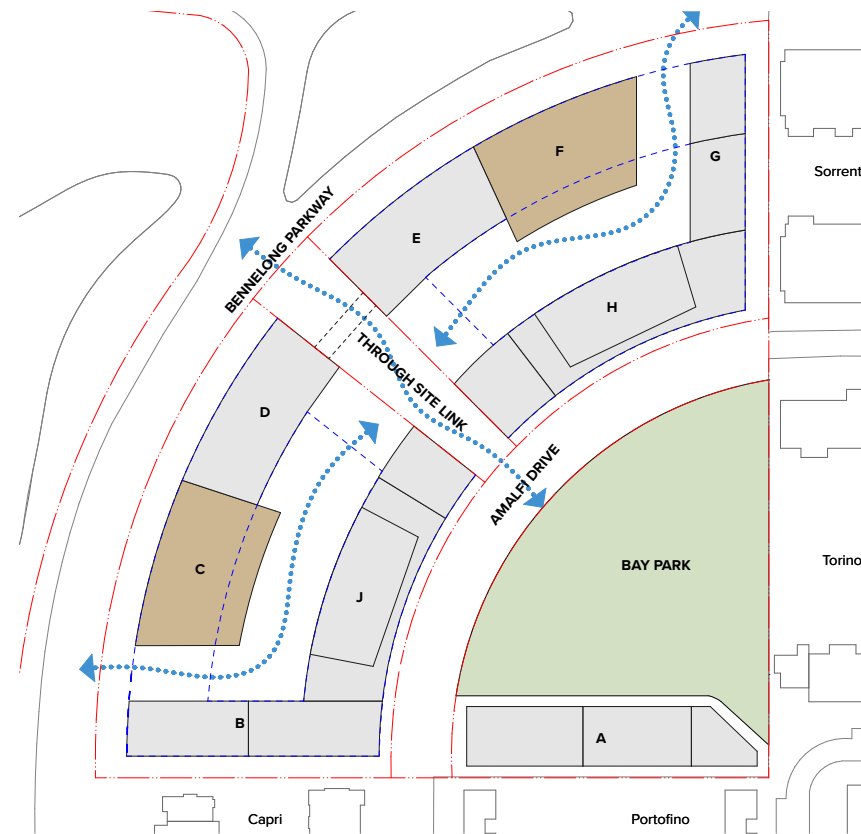 F
G
Sorrent
BENNELONG PARKWAY
E
H
THROUGH SITE LINK
D
AMALFI DRIVE
C
BAY PARK
Torino
J
B
A
Capri
Portofino